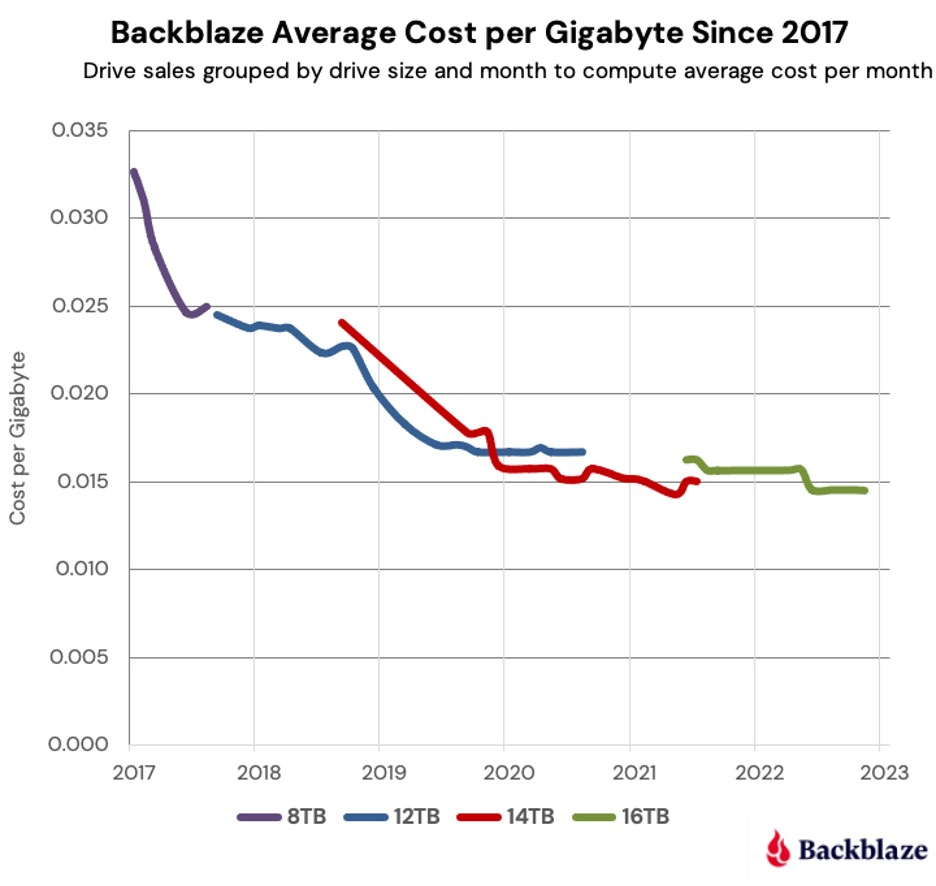 Backblaze Average Cost per Gigabyte Since 2017
Drive sales grouped by drive size and month to compute average cost per month
Cost per Gigabyte
0.035
0.030
0.025
0.020
0.015
0.010
0.005
0.000
2017 2018 2019 2020 2021 2022 2023
8TB 12TB 14TB 16TB
Backblaze